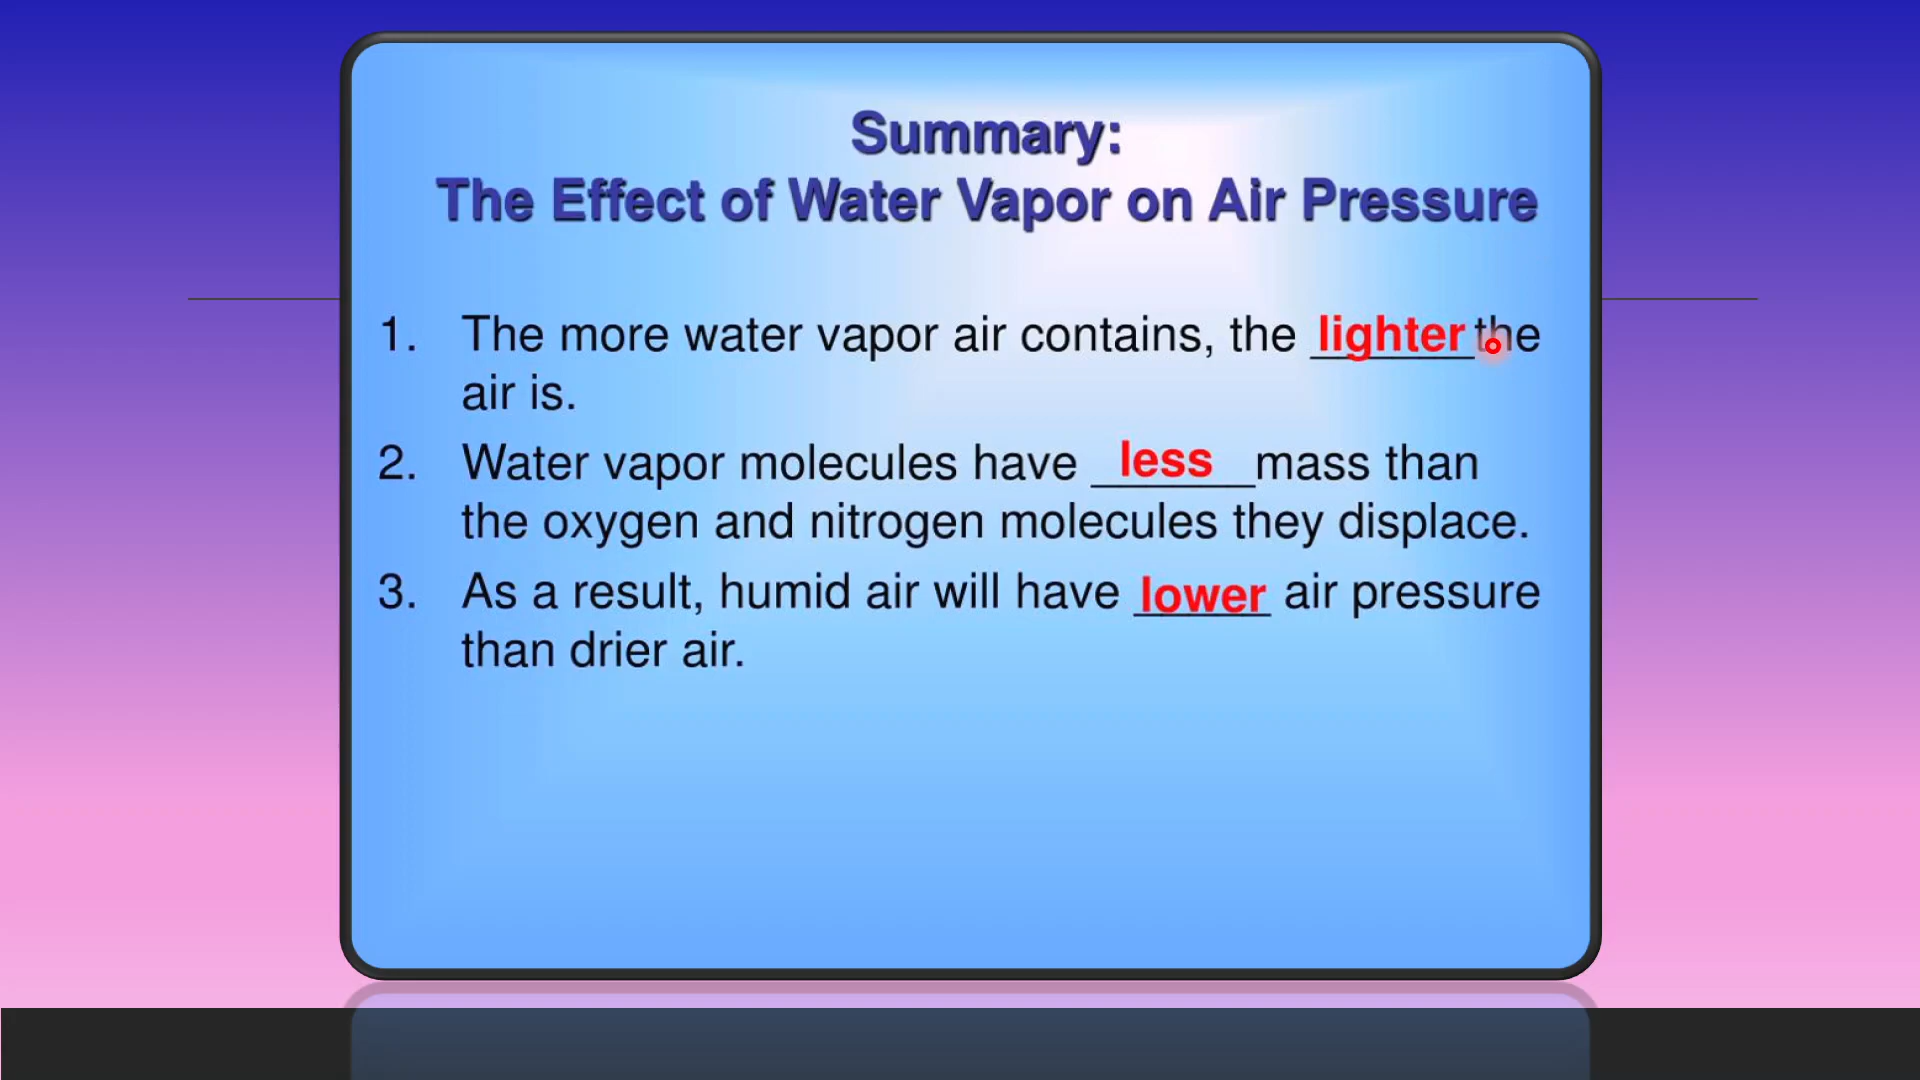 Summary:
The Effect of Water Vapor on Air Pressure
1. The more water vapor air contains, the lighter the
air is.
2. Water vapor molecules have less mass than
the oxygen and nitrogen molecules they displace.
3. As a result, humid air will have lower air pressure
than drier air.